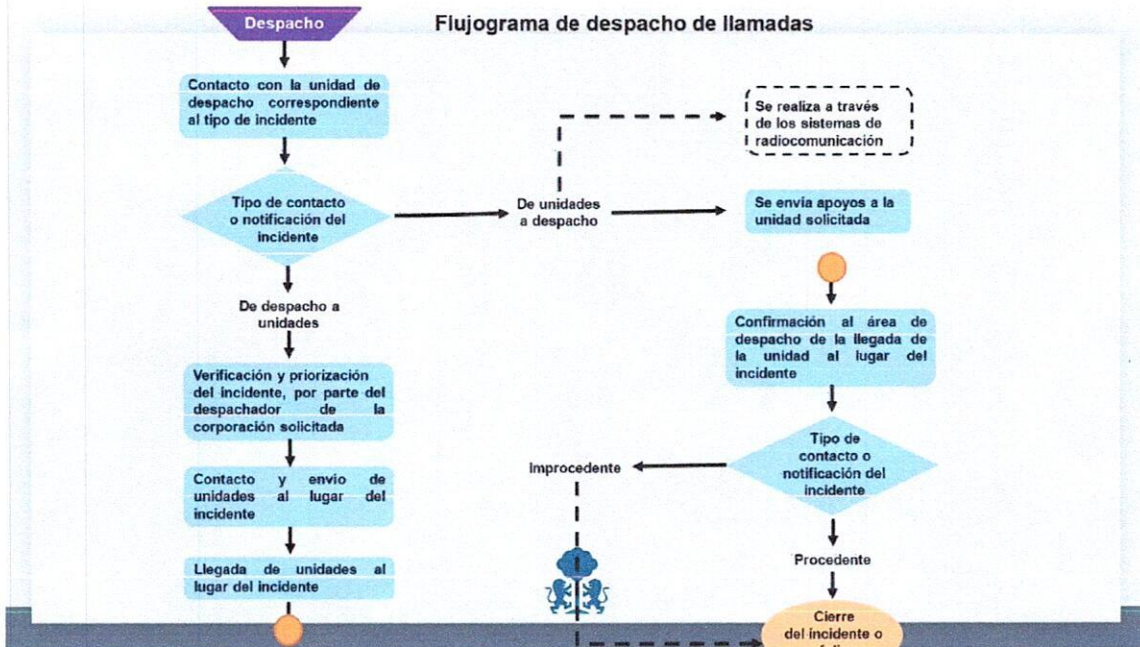 Despacho
Flujograma de despacho de llamadas
Contacto con la unidad de
despacho correspondiente
al tipo de incidente
Tipo de contacto
o notificación del
incidente
De unidades
a despacho
Se realiza a través
de los sistemas de
radiocomunicación
Se envía apoyos a la
unidad solicitada
De despacho a
unidades
Verificación y priorización
del incidente, por parte del
despachador de la
corporación solicitada
Contacto y envío de
unidades al lugar del
incidente
Llegada de unidades al
lugar del incidente
Confirmación al área de
despacho de la llegada de
la unidad al lugar del
incidente
Tipo de
contacto o
notificación del
incidente
Improcedente
Procedente
Cierre
del incidente o